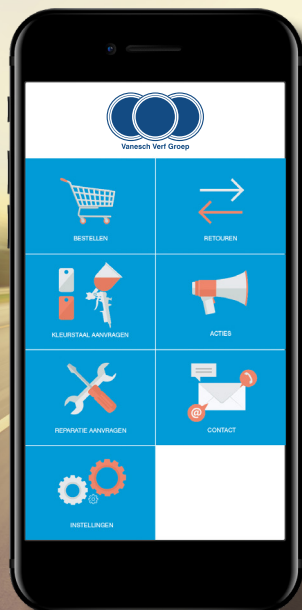 Vanesch Verf Groep
BESTELLEN
RETOUREN
KLEURSTAAL AANVRAGEN
ACTIES
REPARATIE AANVRAGEN
@
CONTACT
INSTELLINGEN